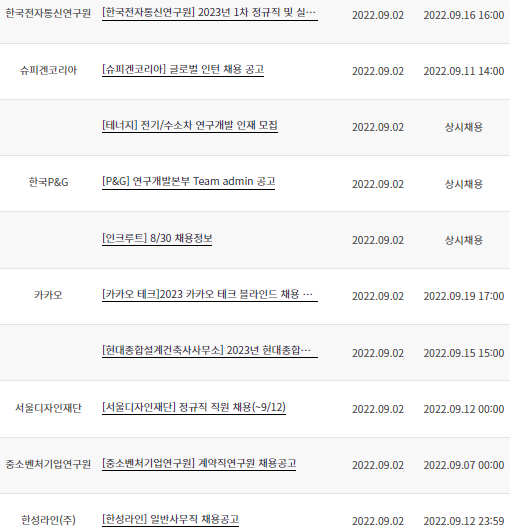 한국전자통신연구원 [한국전자통신연구원] 2023년 1차 정규직 및 실··· 2022.09.02 2022.09.16 16:00
슈피겐코리아 [슈피겐코리아] 글로벌 인턴 채용 공고 2022.09.02 2022.09.11 14:00
[테너지] 전기/수소차 연구개발 인재 모집 2022.09.02 상시채용
한국P&G [P&G] 연구개발본부 Team admin 공고 2022.09.02 상시채용
[인크루트] 8/30 채용정보 2022.09.02 상시채용
카카오 [카카오 테크]2023 카카오 테크 블라인드 채용 ··· 2022.09.02 2022.09.19 17:00
[현대종합설계건축사사무소] 2023년 현대종합··· 2022.09.02 2022.09.15 15:00
서울디자인재단 [서울디자인재단] 정규직 직원 채용(~9/12) 2022.09.02 2022.09.12 00:00
중소벤처기업연구원 [중소벤처기업연구원] 계약직연구원 채용공고 2022.09.02 2022.09.07 00:00
한성라인(주) [한성라인] 일반사무직 채용공고 2022.09.02 2022.09.12 23:59